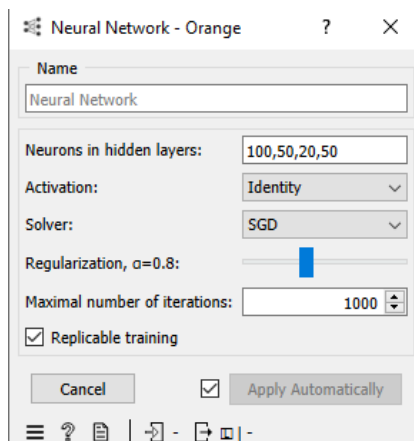 Neural Network - Orange ? ×
Name
Neural Network
Neurons in hidden layers: 100,50,20,50
Activation: Identity
Solver: SGD
Regularization, α=0.8:
Maximal number of iterations: 1000
Replicable training
Cancel Apply Automatically
? | - -